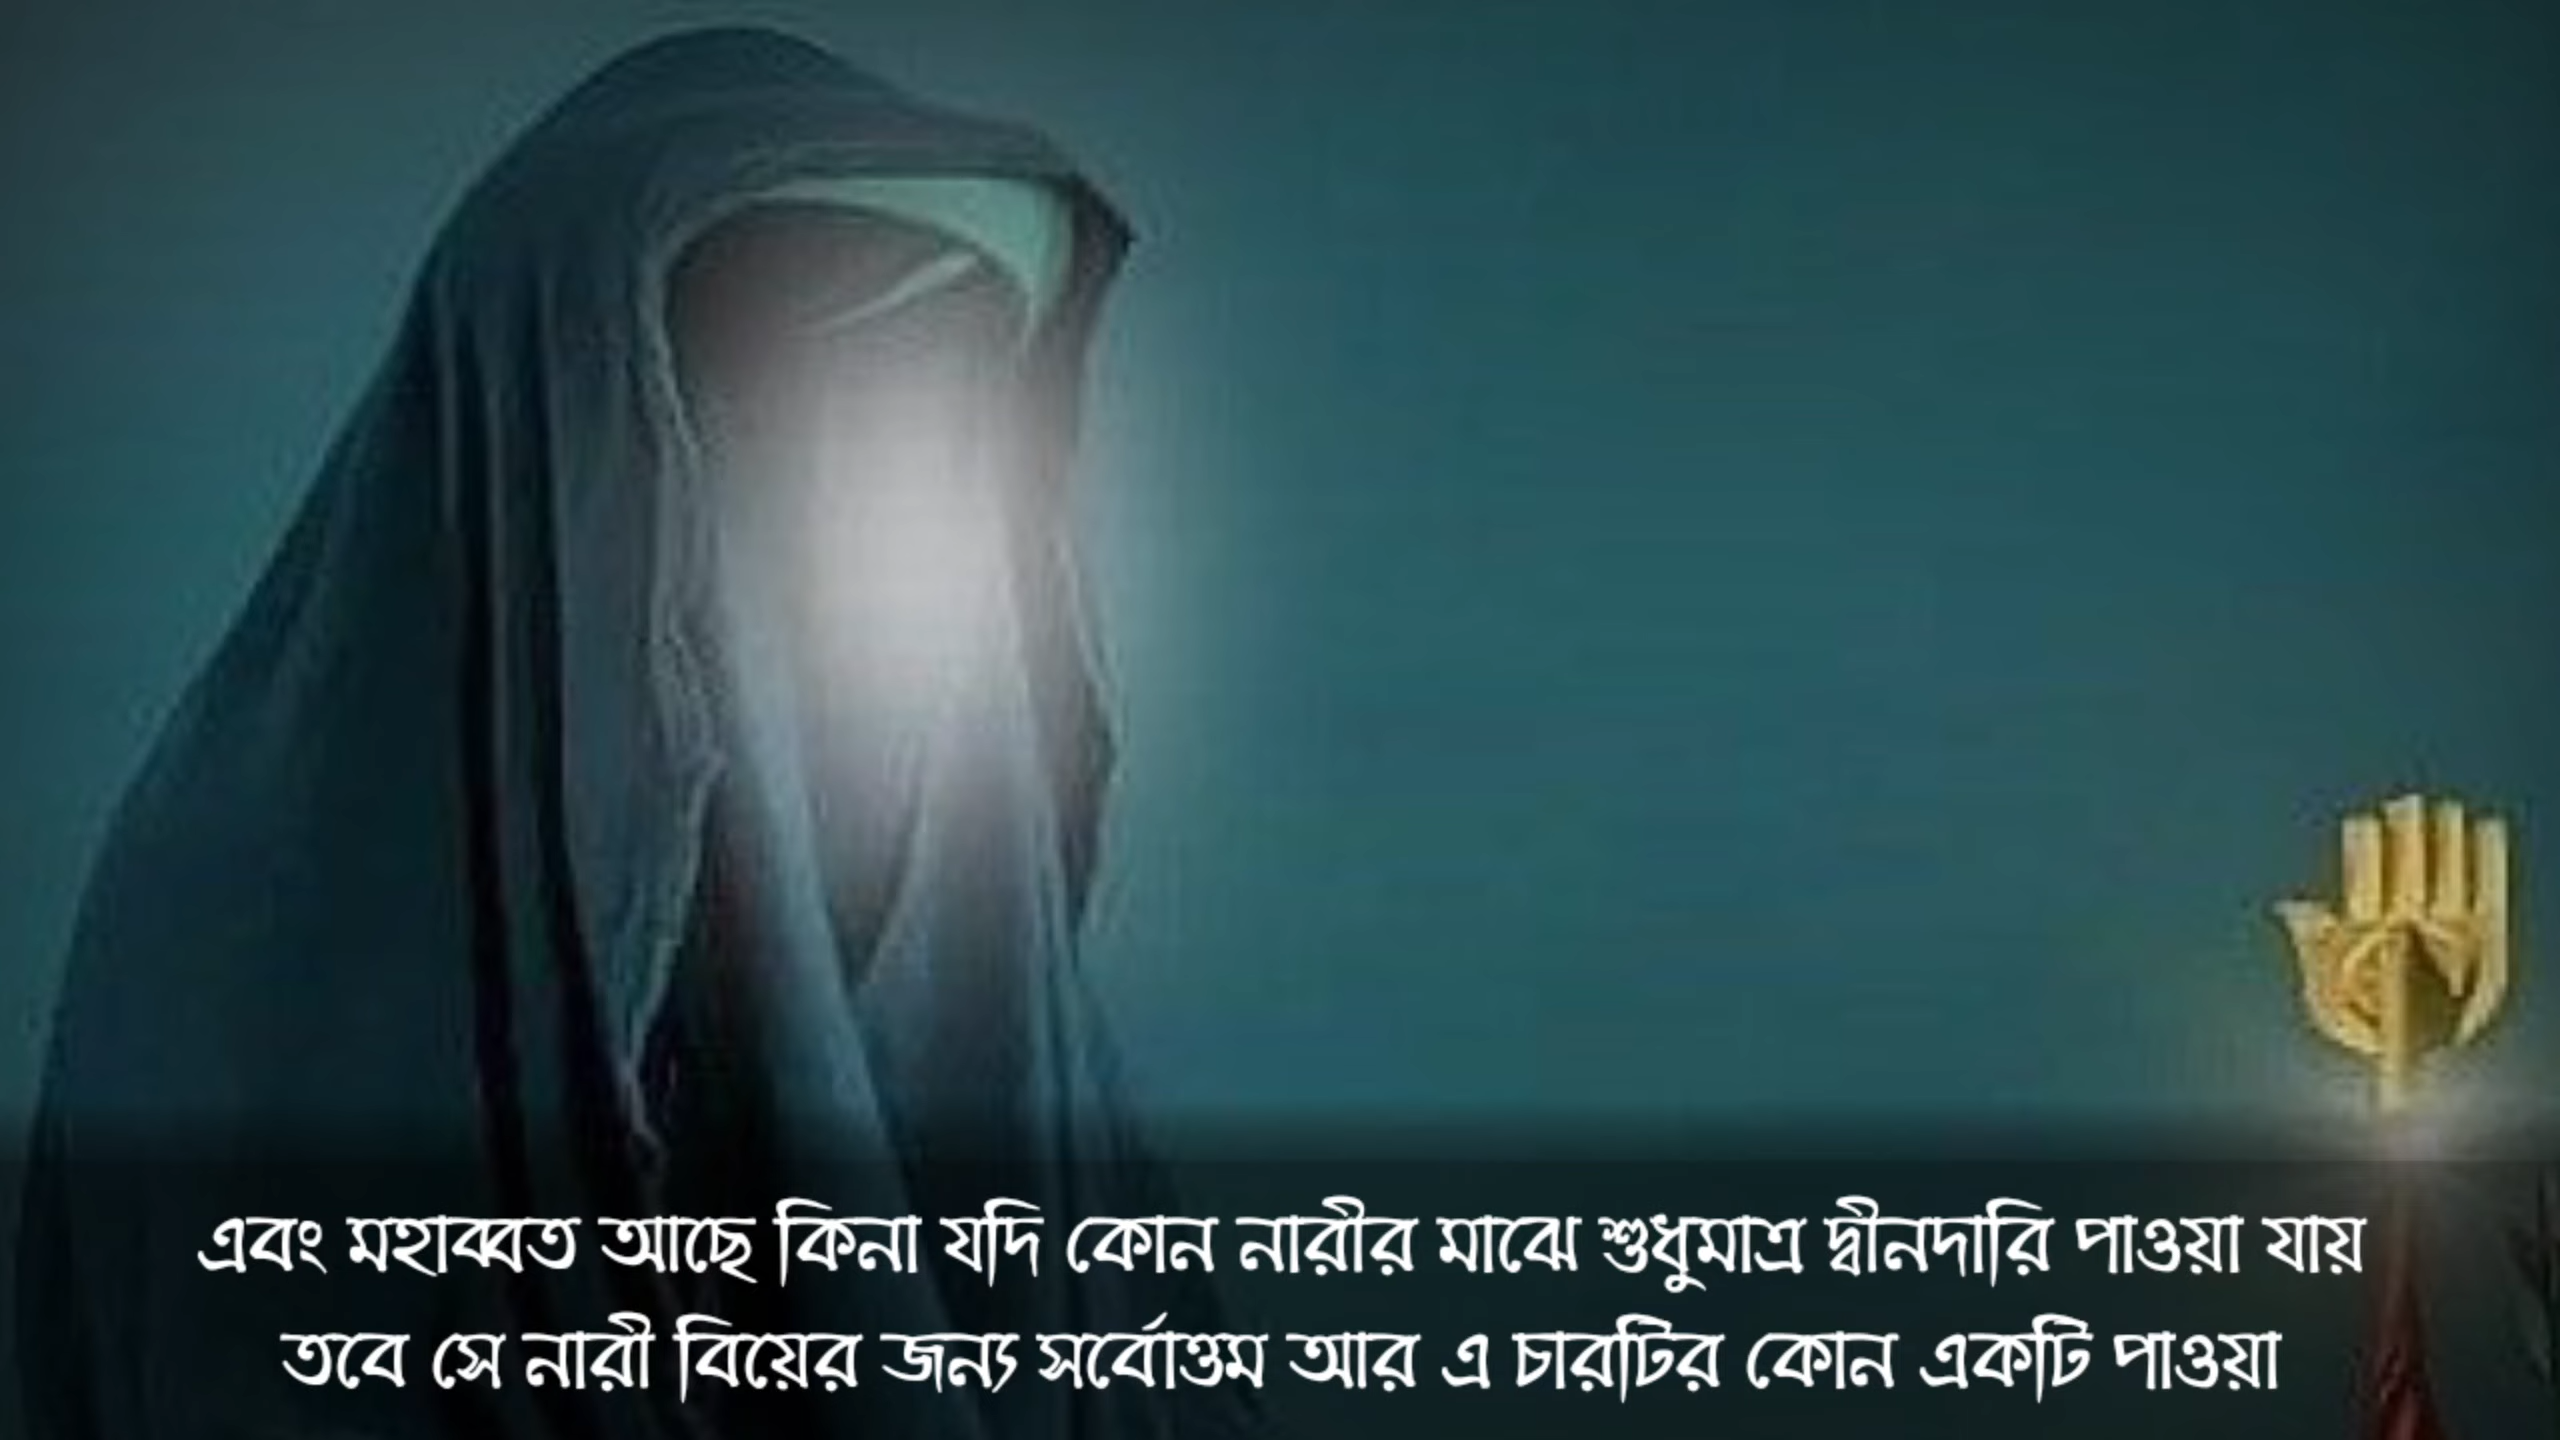 এবং মহাব্বত আছে কিনা যদি কোন নারীর মাঝে শুধুমাত্র দ্বীনদারি পাওয়া যায়
তবে সে নারী বিয়ের জন্য সর্বোত্তম আর এ চারটির কোন একটি পাওয়া